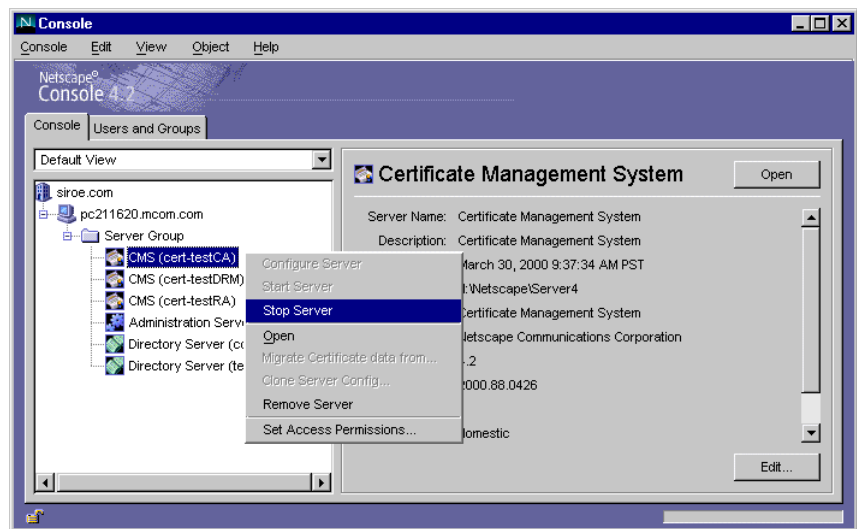 Console
Console Edit View Object Help
Netscape®
Console 4.2
Console Users and Groups
Default View
siroe.com
pc211620.mcom.com
Server Group
CMS (cert-testCA)
CMS (cert-testDRM)
CMS (cert-testRA)
Administration Serv
Directory Server (c
Directory Server (te
Configure Server
Start Server
Stop Server
Open
Migrate Certificate data from...
Clone Server Config...
Remove Server
Set Access Permissions...
Certificate Management System
Open
Server Name: Certificate Management System
Description: Certificate Management System
March 30, 2000 9:37:34 AM PST
:\Netscape\Server4
Certificate Management System
Netscape Communications Corporation
.2
2000.88.0426
domestic
Edit...